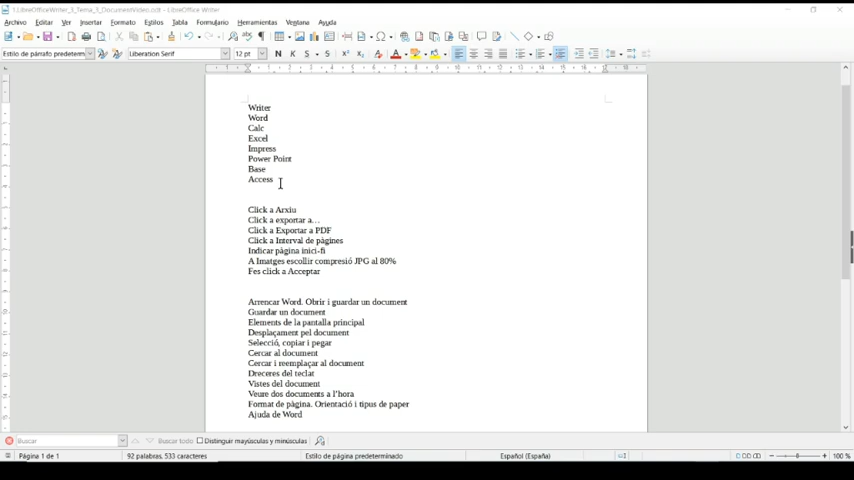 12LibreOfficeWriter_3_Tema_3_DocumentVideo.odt - LibreOffice Writer
Archivo Editar Ver Insertar Formato Estilos Tabla Formulario Herramientas Ventana Ayuda
Estilo de párrafo predeterm Liberation Serif 12 pt N K S S
Writer
Word
Calc
Excel
Impress
Power Point
Base
Access
Click a Arxiu
Click a exportar a…
Click a Exportar a PDF
Click a Interval de pàgines
Indicar pàgina inici-fi
A Imatges escollir compresió JPG al 80%
Fes click a Acceptar
Arrencar Word. Obrir i guardar un document
Guardar un document
Elements de la pantalla principal
Desplaçament pel document
Selecció, copiar i pegar
Cercar al document
Cercar i reemplaçar al document
Dreceres del teclat
Vistes del document
Veure dos documents a l’hora
Format de pàgina. Orientació i tipus de paper
Ajuda de Word
Buscar Buscar todo Distinguir mayúsculas y minúsculas
Página 1 de 1 92 palabras, 533 caracteres Estilo de página predeterminado Español (España) 100 %